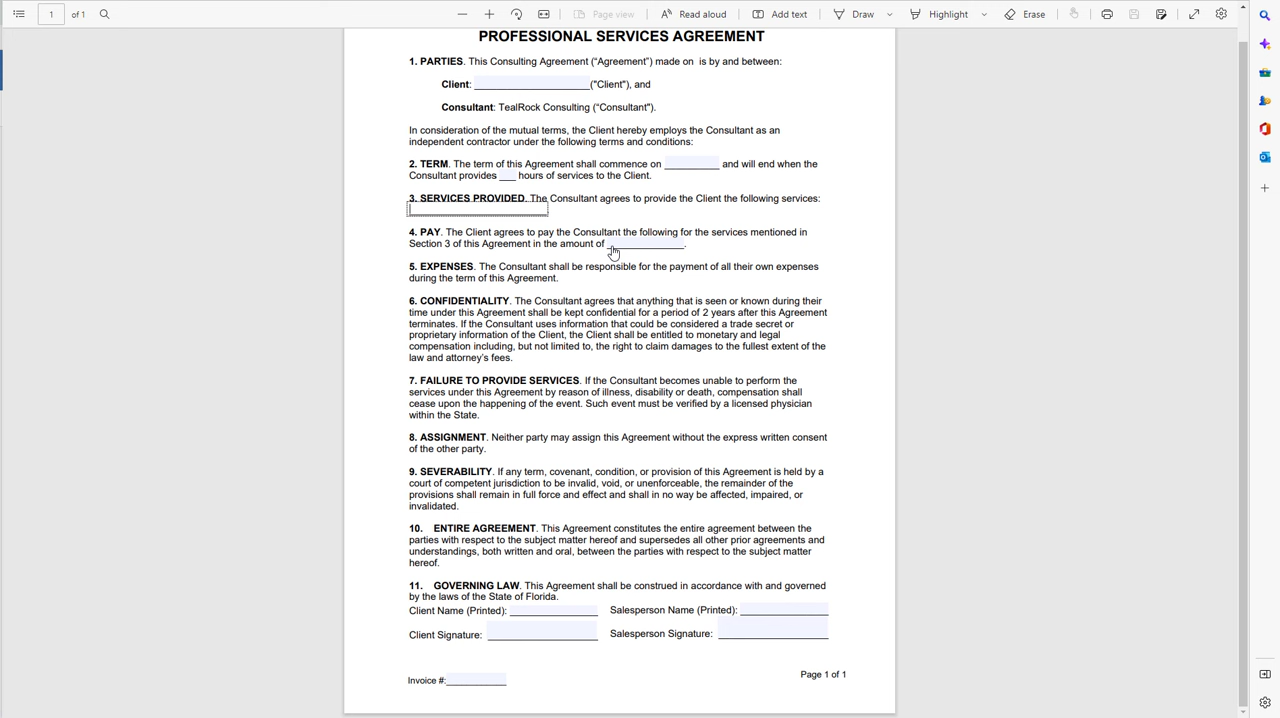 1 of 1
Page view
Read aloud
Add text
Draw
Highlight
Erase
PROFESSIONAL SERVICES AGREEMENT
1. PARTIES. This Consulting Agreement (“Agreement”) made on  is by and between:
Client: ____________________("Client"), and
Consultant: TealRock Consulting (“Consultant").
In consideration of the mutual terms, the Client hereby employs the Consultant as an
independent contractor under the following terms and conditions:
2. TERM. The term of this Agreement shall commence on __________ and will end when the
Consultant provides ___ hours of services to the Client.
3. SERVICES PROVIDED. The Consultant agrees to provide the Client the following services:
4. PAY. The Client agrees to pay the Consultant the following for the services mentioned in
Section 3 of this Agreement in the amount of ______________.
5. EXPENSES. The Consultant shall be responsible for the payment of all their own expenses
during the term of this Agreement.
6. CONFIDENTIALITY. The Consultant agrees that anything that is seen or known during their
time under this Agreement shall be kept confidential for a period of 2 years after this Agreement
terminates. If the Consultant uses information that could be considered a trade secret or
proprietary information of the Client, the Client shall be entitled to monetary and legal
compensation including, but not limited to, the right to claim damages to the fullest extent of the
law and attorney’s fees.
7. FAILURE TO PROVIDE SERVICES. If the Consultant becomes unable to perform the
services under this Agreement by reason of illness, disability or death, compensation shall
cease upon the happening of the event. Such event must be verified by a licensed physician
within the State.
8. ASSIGNMENT. Neither party may assign this Agreement without the express written consent
of the other party.
9. SEVERABILITY. If any term, covenant, condition, or provision of this Agreement is held by a
court of competent jurisdiction to be invalid, void, or unenforceable, the remainder of the
provisions shall remain in full force and effect and shall in no way be affected, impaired, or
invalidated.
10. ENTIRE AGREEMENT. This Agreement constitutes the entire agreement between the
parties with respect to the subject matter hereof and supersedes all other prior agreements and
understandings, both written and oral, between the parties with respect to the subject matter
hereof.
11. GOVERNING LAW. This Agreement shall be construed in accordance with and governed
by the laws of the State of Florida.
Client Name (Printed): ________________ Salesperson Name (Printed): ________________
Client Signature: ____________________ Salesperson Signature: ____________________
Page 1 of 1
Invoice #:___________